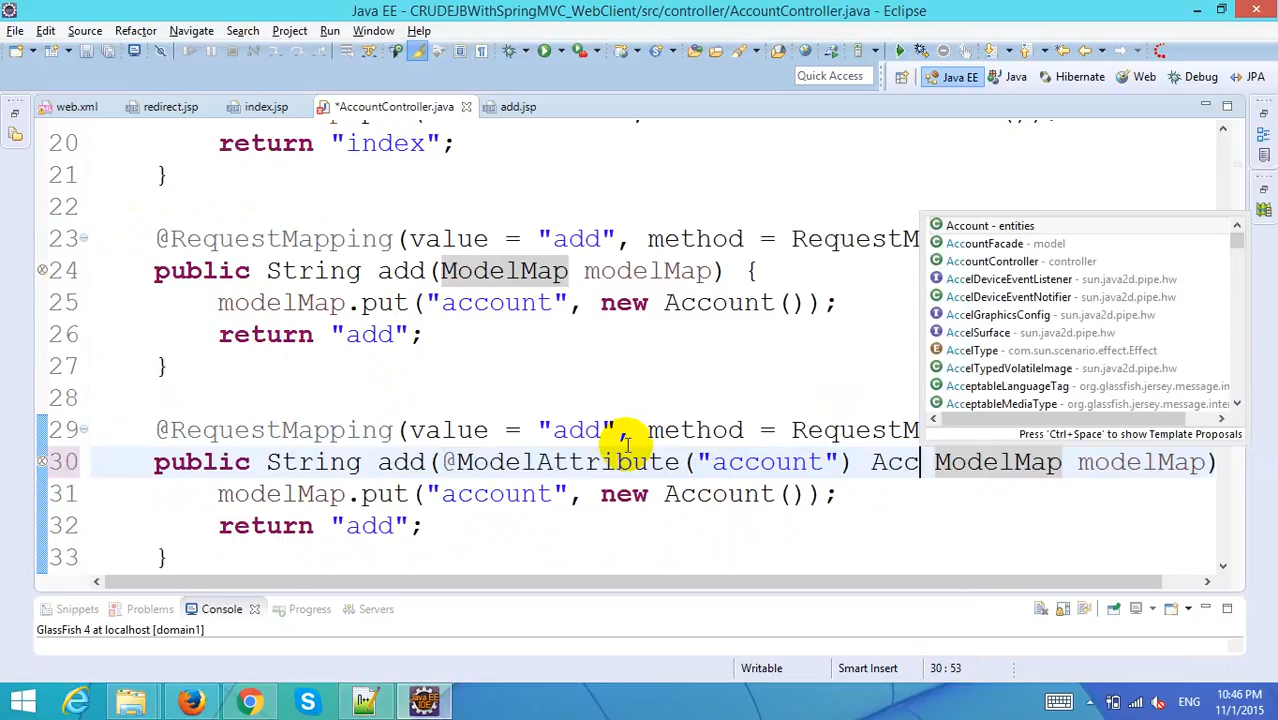 Java EE - CRUDEJBWithSpringMVC_WebClient/src/controller/AccountController.java - Eclipse
File Edit Source Refactor Navigate Search Project Run Window Help
Quick Access Java EE Java Hibernate Web Debug JPA
web.xml redirect.jsp index.jsp *AccountController.java add.jsp
20 return "index";
21 }
22
23 @RequestMapping(value = "add", method = RequestM
24 public String add(ModelMap modelMap) {
25 modelMap.put("account", new Account());
26 return "add";
27 }
28
29 @RequestMapping(value = "add", method = RequestM
30 public String add(@ModelAttribute("account") Acc ModelMap modelMap)
31 modelMap.put("account", new Account());
32 return "add";
33 }
Account - entities
AccountFacade - model
AccountController - controller
AccelDeviceEventListener - sun.java2d.pipe.hw
AccelDeviceEventNotifier - sun.java2d.pipe.hw
AccelGraphicsConfig - sun.java2d.pipe.hw
AccelSurface - sun.java2d.pipe.hw
AccelType - com.sun.scenario.effect.Effect
AccelTypedVolatileImage - sun.java2d.pipe.hw
AcceptableLanguageTag - org.glassfish.jersey.message.inter
AcceptableMediaType - org.glassfish.jersey.message.intern
Press 'Ctrl+Space' to show Template Proposals
Snippets Problems Console Progress Servers
GlassFish 4 at localhost [domain1]
Writable Smart Insert 30 : 53
ENG 10:46 PM
11/1/2015